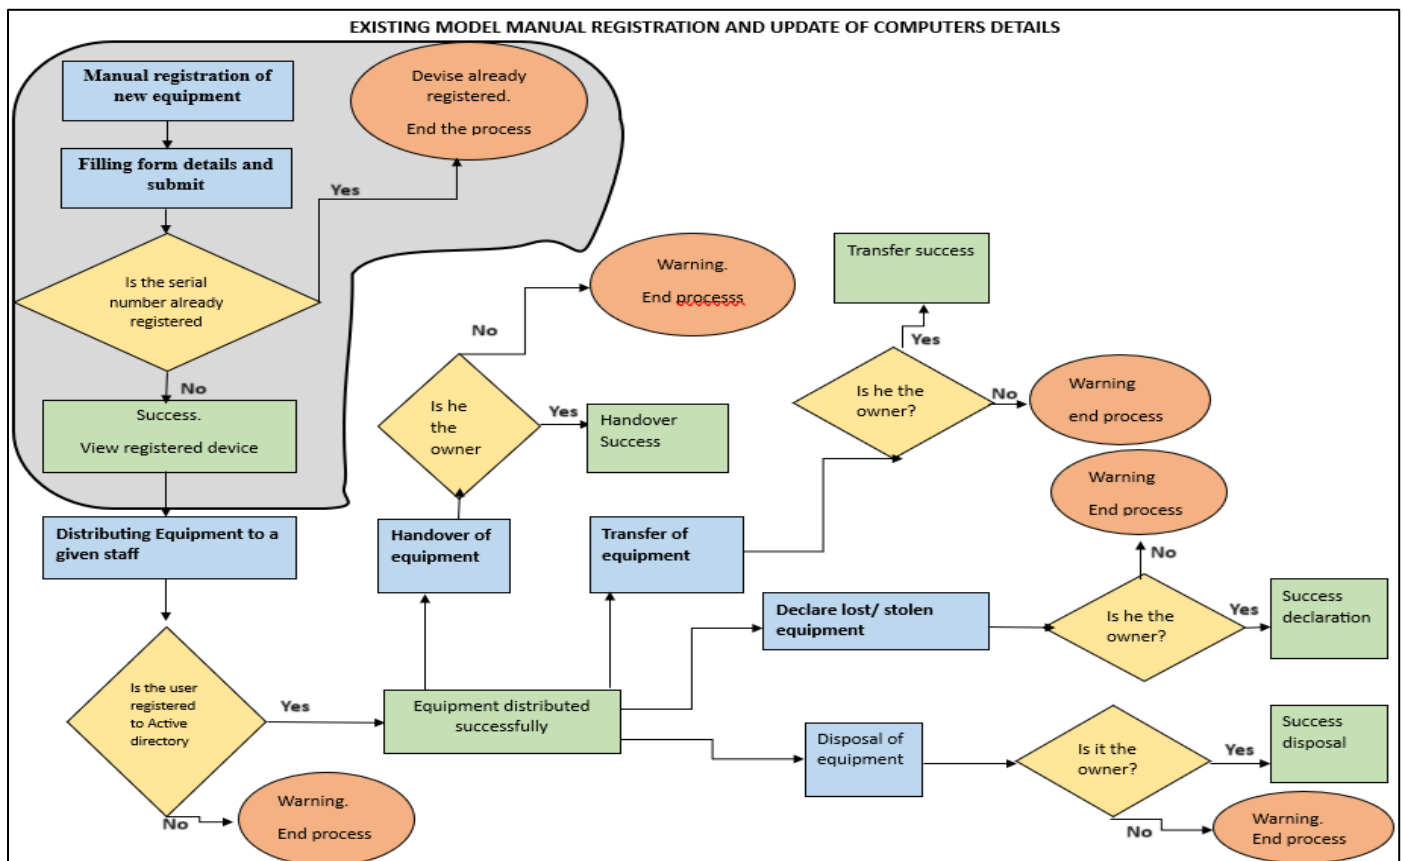 EXISTING MODEL MANUAL REGISTRATION AND UPDATE OF COMPUTERS DETAILS
Manual registration of
new equipment
Devise already
registered.
End the process
Filling form details and
submit
Yes
Is the serial
number already
registered
No
Success.
View registered device
Distributing Equipment to a
given staff
Is the user
registered
to Active
directory
Yes
No
Warning.
End process
Equipment distributed
successfully
Handover of
equipment
Is he
the
owner
No
Warning.
End processs
Yes
Handover
Success
Transfer of
equipment
Is he the
owner?
Yes
Transfer success
No
Warning
end process
Declare lost/ stolen
equipment
Is he the
owner?
No
Warning
End process
Yes
Success
declaration
Disposal of
equipment
Is it the
owner?
Yes
Success
disposal
No
Warning.
End process